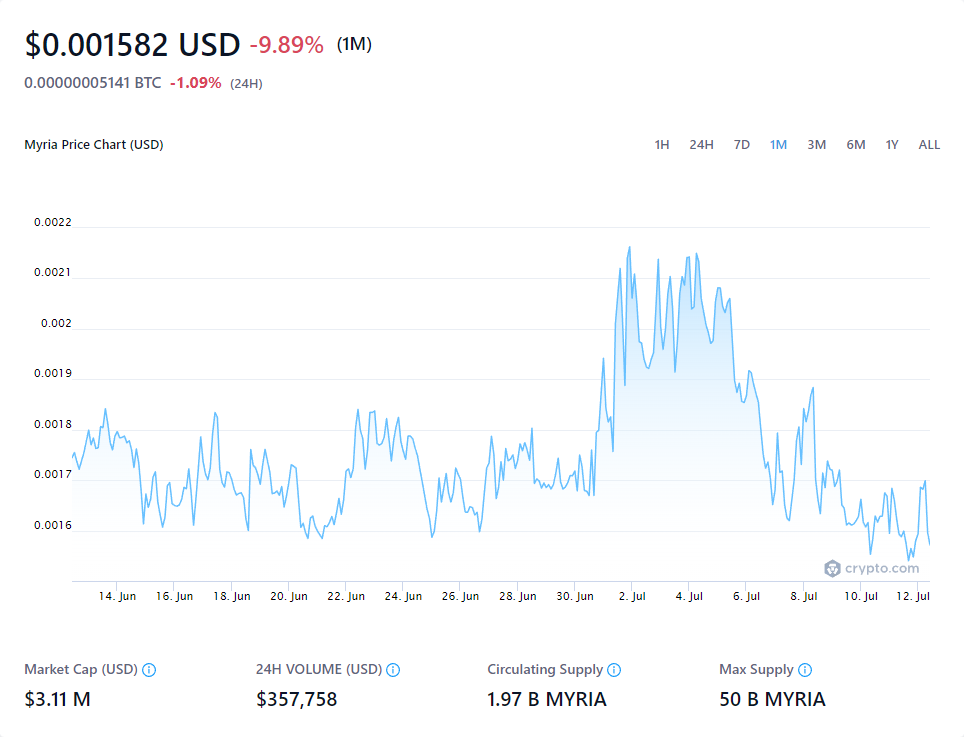 $0.001582 USD -9.89% (1M)
0.00000005141 BTC -1.09% (24H)
Myria Price Chart (USD) 1H 24H 7D 1M 3M 6M 1Y ALL
0.0022
0.0021
0.002
0.0019
0.0018
0.0017
0.0016
crypto.com
14. Jun 16. Jun 18. Jun 20. Jun 22. Jun 24. Jun 26. Jun 28. Jun 30. Jun 2. Jul 4. Jul 6. Jul 8. Jul 10. Jul 12. Jul
Market Cap (USD) 24H VOLUME (USD) Circulating Supply Max Supply
$3.11 M $357,758 1.97 B MYRIA 50 B MYRIA